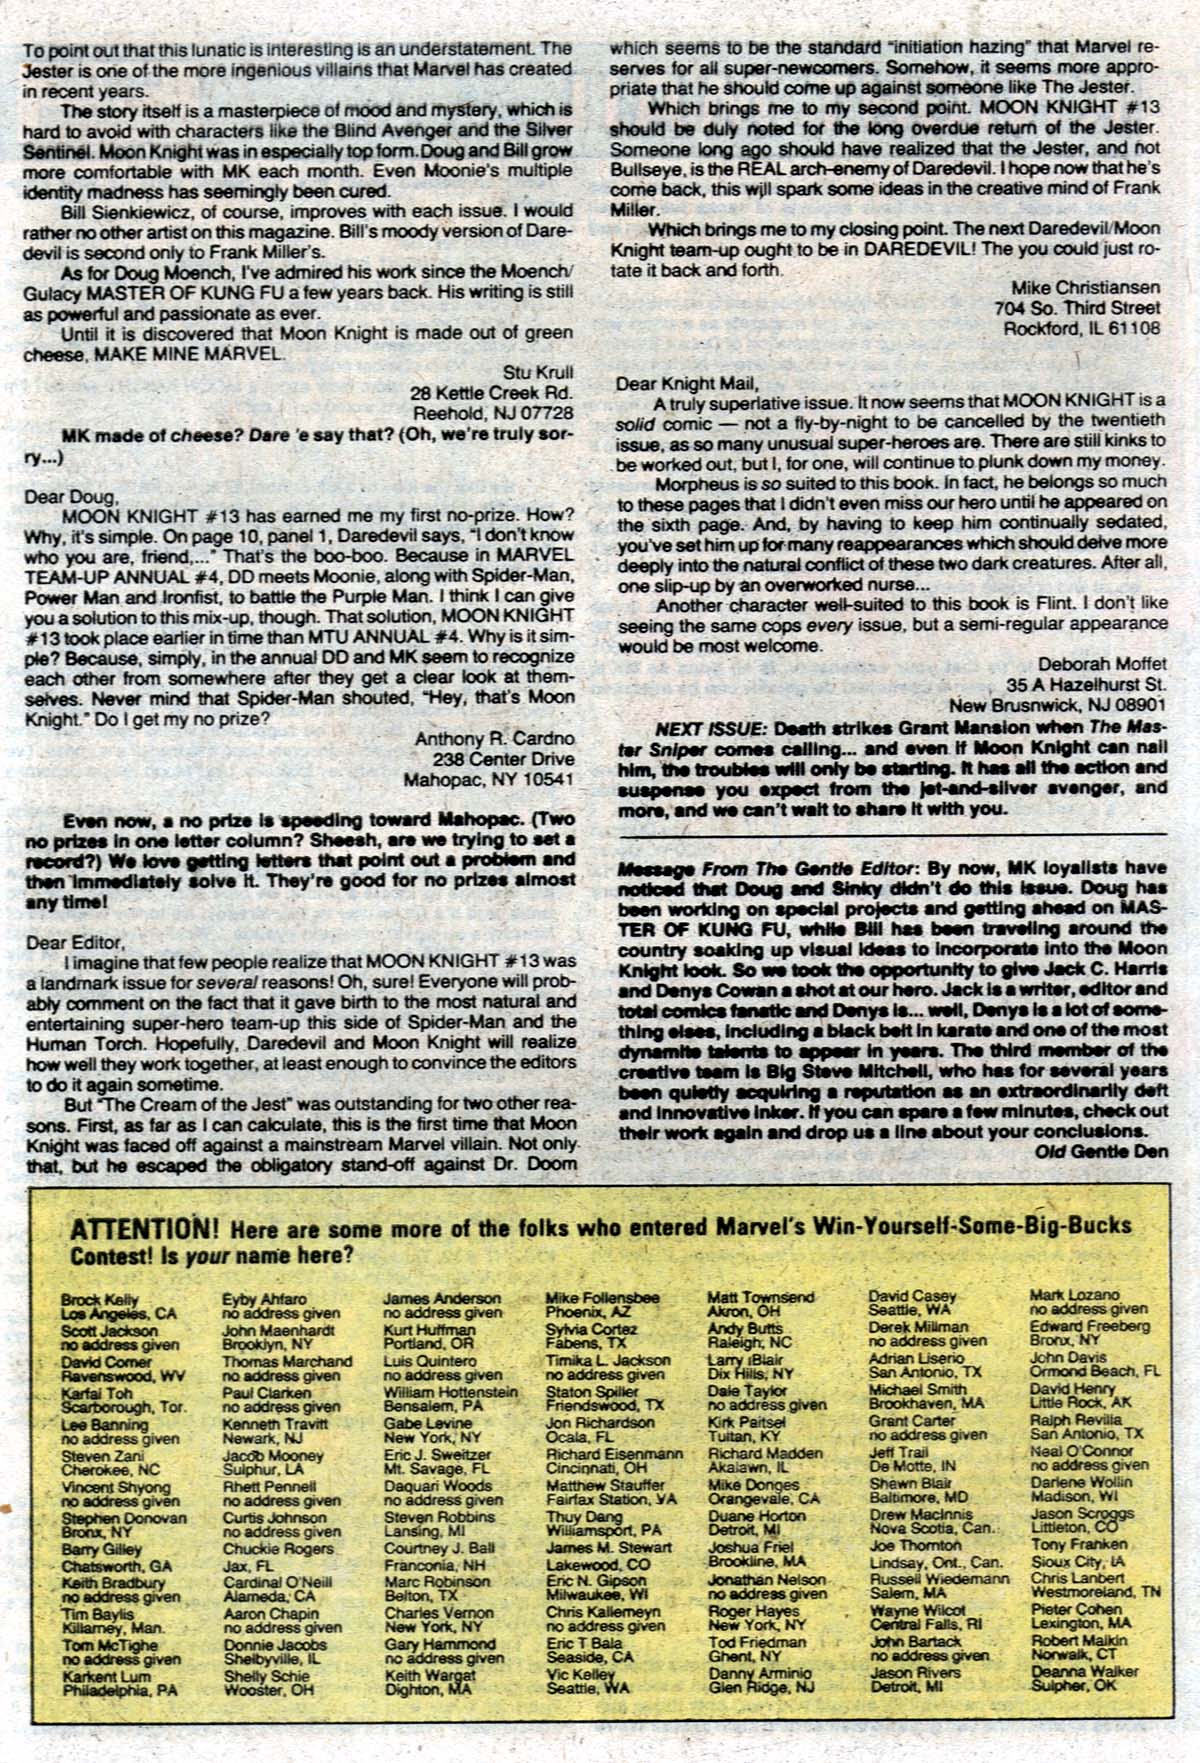 To point out that this lunatic is interesting is an understatement. The
Jester is one of the more ingenious villains that Marvel has created
in recent years.
The story itself is a masterpiece of mood and mystery, which is
hard to avoid with characters like the Blind Avenger and the Silver
Sentinel. Moon Knight was in especially top form. Doug and Bill grow
more comfortable with MK each month. Even Moonie's multiple
identity madness has seemingly been cured.
Bill Sienkiewicz, of course, improves with each issue. I would
rather no other artist on this magazine. Bill's moody version of Dare-
devil is second only to Frank Miller's.
As for Doug Moench, I've admired his work since the Moench/
Gulacy MASTER OF KUNG FU a few years back. His writing is still
as powerful and passionate as ever.
Until it is discovered that Moon Knight is made out of green
cheese, MAKE MINE MARVEL.
Stu Krull
28 Kettle Creek Rd.
Reehold, NJ 07728
MK made of cheese? Dare 'e say that? (Oh, we're truly sor-
ry...)
Dear Doug,
MOON KNIGHT #13 has earned me my first no-prize. How?
Why, it's simple. On page 10, panel 1, Daredevil says, "I don't know
who you are, friend,..." That's the boo-boo. Because in MARVEL
TEAM-UP ANNUAL #4, DD meets Moonie, along with Spider-Man,
Power Man and Ironfist, to battle the Purple Man. I think I can give
you a solution to this mix-up, though. That solution, MOON KNIGHT
#13 took place earlier in time than MTU ANNUAL #4. Why is it sim-
ple? Because, simply, in the annual DD and MK seem to recognize
each other from somewhere after they get a clear look at them-
selves. Never mind that Spider-Man shouted, "Hey, that's Moon
Knight." Do I get my no prize?
Anthony R. Cardno
238 Center Drive
Mahopac, NY 10541
Even now, a no prize is speeding toward Mahopac. (Two
no prizes in one letter column? Sheesh, are we trying to set a
record?) We love getting letters that point out a problem and
then immediately solve it. They're good for no prizes almost
any time!
Dear Editor,
I imagine that few people realize that MOON KNIGHT #13 was
a landmark issue for several reasons! Oh, sure! Everyone will prob-
ably comment on the fact that it gave birth to the most natural and
entertaining super-hero team-up this side of Spider-Man and the
Human Torch. Hopefully, Daredevil and Moon Knight will realize
how well they work together, at least enough to convince the editors
to do it again sometime.
But "The Cream of the Jest" was outstanding for two other rea-
sons. First, as far as I can calculate, this is the first time that Moon
Knight was faced off against a mainstream Marvel villain. Not only
that, but he escaped the obligatory stand-off against Dr. Doom
which seems to be the standard "initiation hazing" that Marvel re-
serves for all super-newcomers. Somehow, it seems more appro-
priate that he should come up against someone like The Jester.
Which brings me to my second point. MOON KNIGHT #13
should be duly noted for the long overdue return of the Jester.
Someone long ago should have realized that the Jester, and not
Bullseye, is the REAL arch-enemy of Daredevil. I hope now that he's
come back, this will spark some ideas in the creative mind of Frank
Miller.
Which brings me to my closing point. The next Daredevil/Moon
Knight team-up ought to be in DAREDEVIL! The you could just ro-
tate it back and forth.
Mike Christiansen
704 So. Third Street
Rockford, IL 61108
Dear Knight Mail,
A truly superlative issue. It now seems that MOON KNIGHT is a
solid comic — not a fly-by-night to be cancelled by the twentieth
issue, as so many unusual super-heroes are. There are still kinks to
be worked out, but I, for one, will continue to plunk down my money.
Morpheus is so suited to this book. In fact, he belongs so much
to these pages that I didn't even miss our hero until he appeared on
the sixth page. And, by having to keep him continually sedated,
you've set him up for many reappearances which should delve more
deeply into the natural conflict of these two dark creatures. After all,
one slip-up by an overworked nurse...
Another character well-suited to this book is Flint. I don't like
seeing the same cops every issue, but a semi-regular appearance
would be most welcome.
Deborah Moffet
35 A Hazelhurst St.
New Brusnwick, NJ 08901
NEXT ISSUE: Death strikes Grant Mansion when The Mas-
ter Sniper comes calling... and even if Moon Knight can nail
him, the troubles will only be starting. It has all the action and
suspense you expect from the jet-and-silver avenger, and
more, and we can't wait to share it with you.
Message From The Gentle Editor: By now, MK loyalists have
noticed that Doug and Sinky didn't do this issue. Doug has
been working on special projects and getting ahead on MAS-
TER OF KUNG FU, while Bill has been traveling around the
country soaking up visual ideas to incorporate into the Moon
Knight look. So we took the opportunity to give Jack C. Harris
and Denys Cowan a shot at our hero. Jack is a writer, editor and
total comics fanatic and Denys is... well, Denys is a lot of some-
thing elses, including a black belt in karate and one of the most
dynamite talents to appear in years. The third member of the
creative team is Big Steve Mitchell, who has for several years
been quietly acquiring a reputation as an extraordinarily deft
and innovative inker. If you can spare a few minutes, check out
their work again and drop us a line about your conclusions.
Old Gentle Den
ATTENTION! Here are some more of the folks who entered Marvel's Win-Yourself-Some-Big-Bucks
Contest! Is your name here?
Brock Kelly
Los Angeles, CA
Scott Jackson
no address given
David Comer
Ravenswood, WV
Karfai Toh
Scarborough, Tor.
Lee Banning
no address given
Steven Zani
Cherokee, NC
Vincent Shyong
no address given
Stephen Donovan
Bronx, NY
Barry Gilley
Chatsworth, GA
Keith Bradbury
no address given
Tim Baylis
Killarney, Man.
Tom McTighe
no address given
Karkent Lum
Philadelphia, PA
Eyby Ahfaro
no address given
John Maenhardt
Brooklyn, NY
Thomas Marchand
no address given
Paul Clarken
no address given
Kenneth Travitt
Newark, NJ
Jacob Mooney
Sulphur, LA
Rhett Pennell
no address given
Curtis Johnson
no address given
Chuckie Rogers
Jax, FL
Cardinal O'Neill
Alameda, CA
Aaron Chapin
no address given
Donnie Jacobs
Shelbyville, IL
Shelly Schie
Wooster, OH
James Anderson
no address given
Kurt Huffman
Portland, OR
Luis Quintero
no address given
William Hottenstein
Bensalem, PA
Gabe Levine
New York, NY
Eric J. Sweitzer
Mt. Savage, FL
Daquari Woods
no address given
Steven Robbins
Lansing, MI
Courtney J. Ball
Franconia, NH
Marc Robinson
Belton, TX
Charles Vernon
New York, NY
Gary Hammond
no address given
Keith Wargat
Dighton, MA
Mike Follensbee
Phoenix, AZ
Sylvia Cortez
Fabens, TX
Timika L. Jackson
no address given
Staton Spiller
Friendswood, TX
Jon Richardson
Ocala, FL
Richard Eisenmann
Cincinnati, OH
Matthew Stauffer
Fairfax Station, VA
Thuy Dang
Williamsport, PA
James M. Stewart
Lakewood, CO
Eric N. Gipson
Milwaukee, WI
Chris Kallemeyn
no address given
Eric T Bala
Seaside, CA
Vic Kelley
Seattle, WA
Matt Townsend
Akron, OH
Andy Butts
Raleigh, NC
Larry Blair
Dix Hills, NY
Dale Taylor
no address given
Kirk Paitsel
Tuitan, KY
Richard Madden
Akalawn, IL
Mike Donges
Orangevale, CA
Duane Horton
Detroit, MI
Joshua Friel
Brookline, MA
Jonathan Nelson
no address given
Roger Hayes
New York, NY
Tod Friedman
Ghent, NY
Danny Arminio
Glen Ridge, NJ
David Casey
Seattle, WA
Derek Millman
no address given
Adrian Liserio
San Antonio, TX
Michael Smith
Brookhaven, MA
Grant Carter
no address given
Jeff Trail
De Motte, IN
Shawn Blair
Baltimore, MD
Drew MacInnis
Nova Scotia, Can.
Joe Thornton
Lindsay, Ont., Can.
Russell Wiedemann
Salem, MA
Wayne Wilcot
Central Falls, RI
John Bartack
no address given
Jason Rivers
Detroit, MI
Mark Lozano
no address given
Edward Freeberg
Bronx, NY
John Davis
Ormond Beach, FL
David Henry
Little Rock, AK
Ralph Revilla
San Antonio, TX
Neal O'Connor
no address given
Darlene Wollin
Madison, WI
Jason Scroggs
Littleton, CO
Tony Franken
Sioux City, IA
Chris Lanbert
Westmoreland, TN
Pieter Cohen
Lexington, MA
Robert Malkin
Norwalk, CT
Deanna Walker
Sulpher, OK